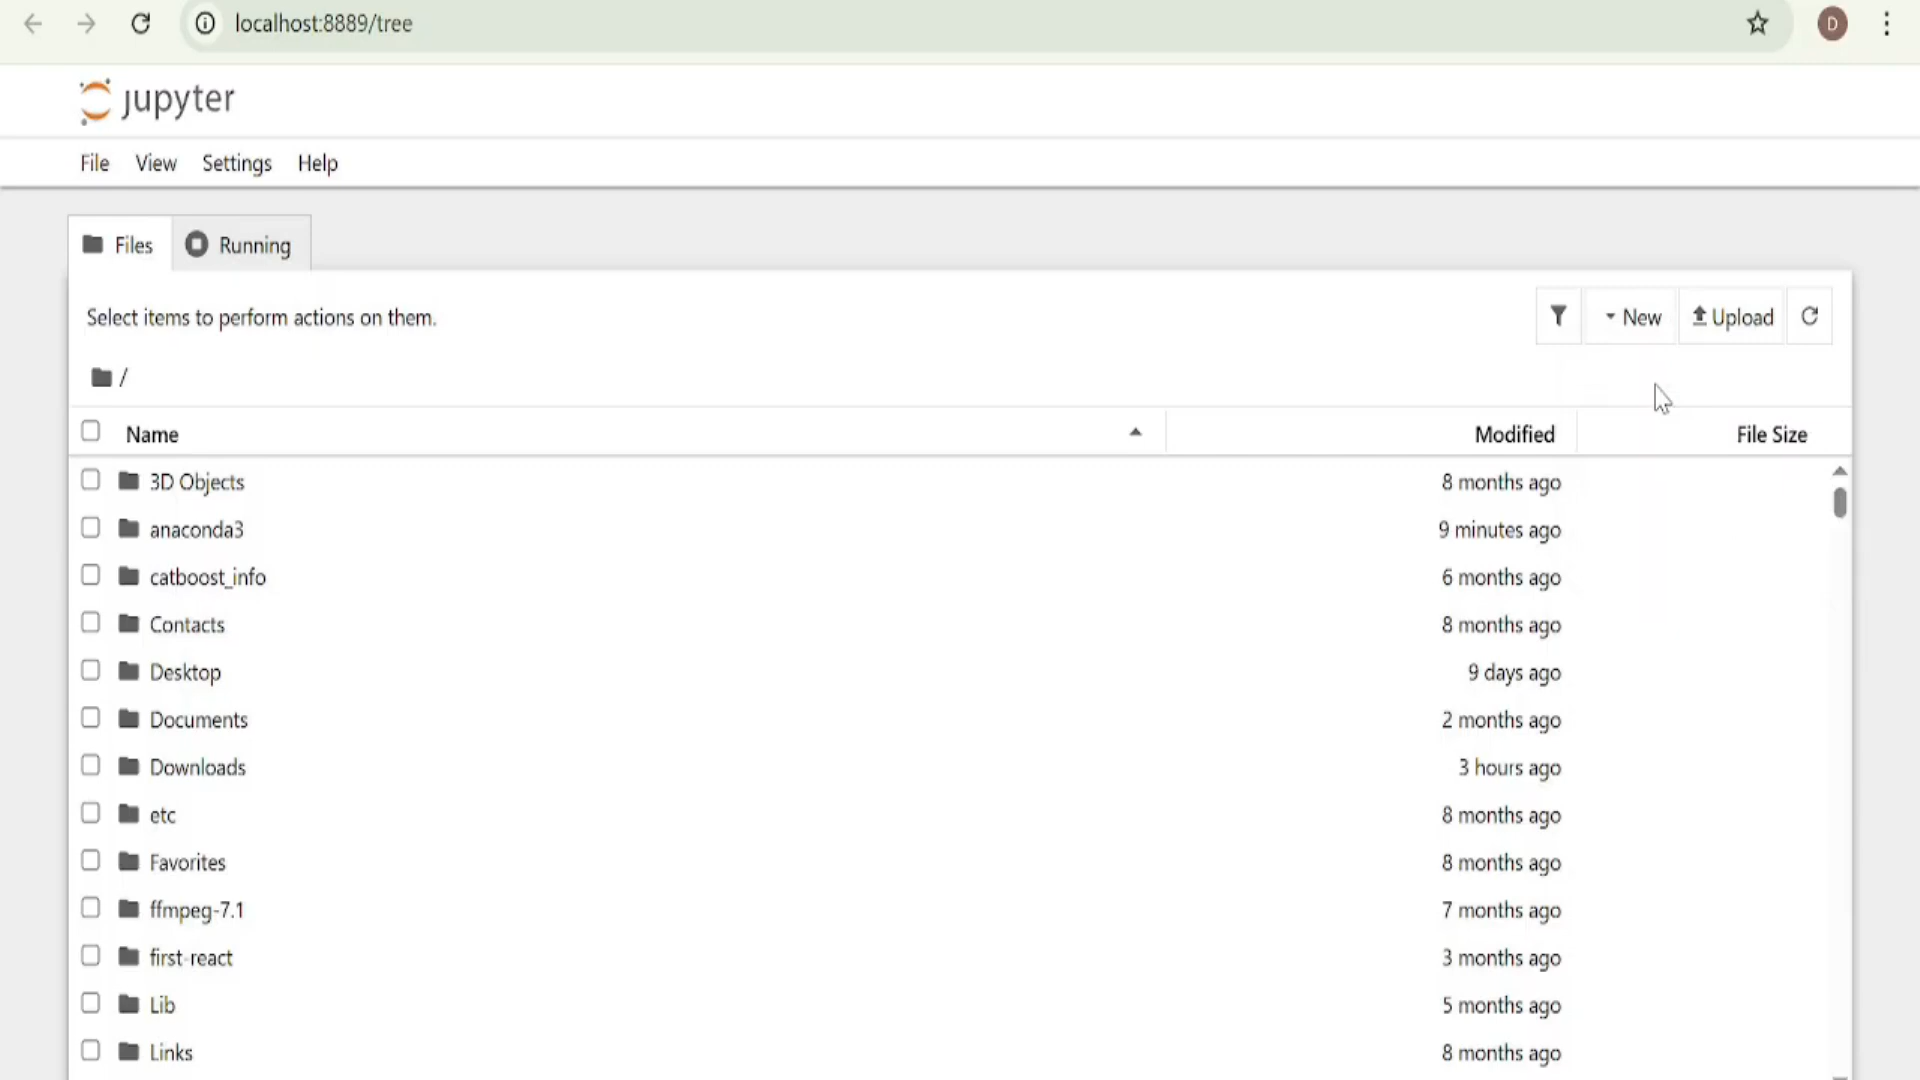 localhost:8889/tree
D
jupyter
File View Settings Help
Files Running
Select items to perform actions on them.
New Upload
/
Name Modified File Size
3D Objects 8 months ago
anaconda3 9 minutes ago
catboost_info 6 months ago
Contacts 8 months ago
Desktop 9 days ago
Documents 2 months ago
Downloads 3 hours ago
etc 8 months ago
Favorites 8 months ago
ffmpeg-7.1 7 months ago
first-react 3 months ago
Lib 5 months ago
Links 8 months ago